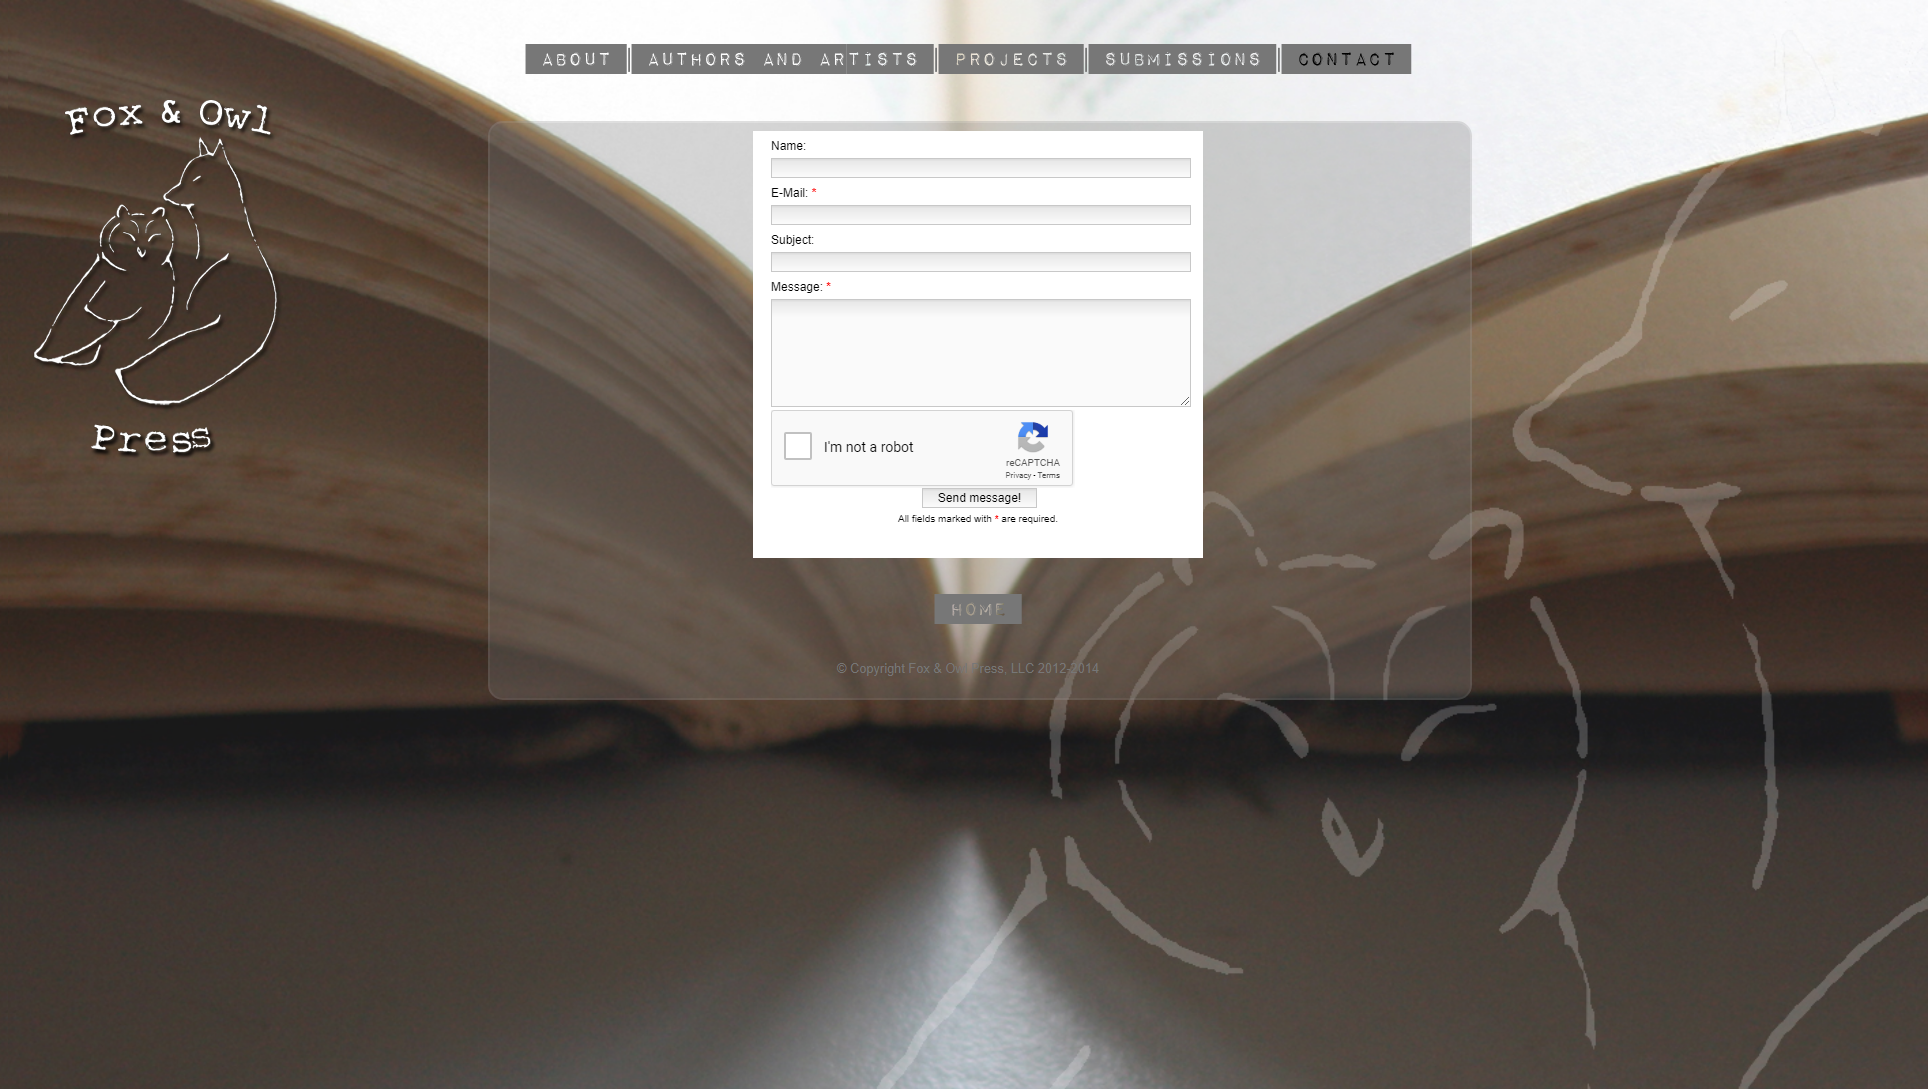 ABOUT
AUTHORS AND ARTISTS
PROJECTS
SUBMISSIONS
CONTACT
Fox & Owl
Press
Name:
E-Mail: *
Subject:
Message: *
I'm not a robot
reCAPTCHA
Privacy - Terms
Send message!
All fields marked with * are required.
HOME
© Copyright Fox & Owl Press, LLC 2012-2014